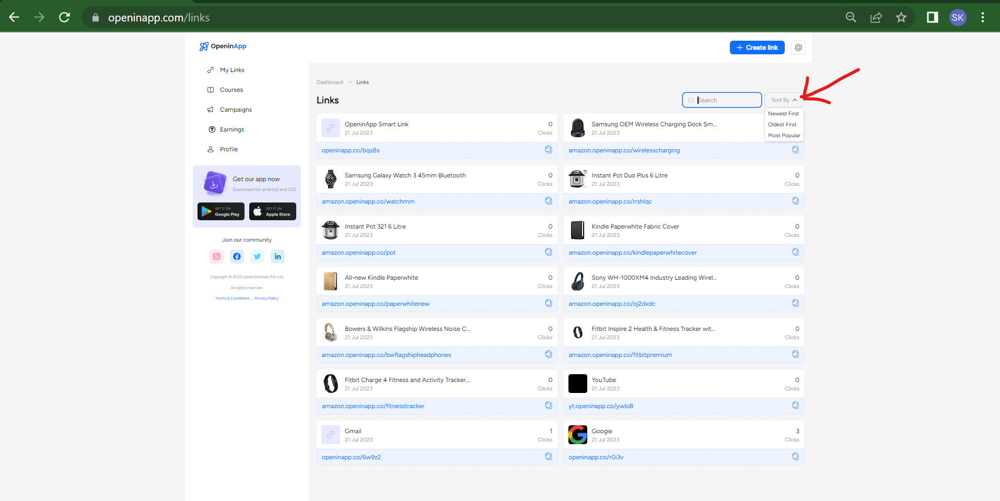 openinapp.com/links
SK
OpeninApp
+ Create link
My Links
Courses
Campaigns
Earnings
Profile
Get our app now
Download for android and iOS
GET IT ON
Google Play
GET IT ON
Apple Store
Join our community
Copyright © 2023 Listed DotFans Pvt. Ltd.
All rights reserved.
Terms & Conditions - Privacy Policy
Dashboard → Links
Links
Search
Sort By
Newest First
Oldest First
Most Popular
OpeninApp Smart Link 0
21 Jul 2023 Clicks
openinapp.co/bqs8s
Samsung OEM Wireless Charging Dock Sm...
21 Jul 2023
amazon.openinapp.co/wirelesscharging
Samsung Galaxy Watch 3 45mm Bluetooth 0
21 Jul 2023 Clicks
amazon.openinapp.co/watchmm
Instant Pot Duo Plus 6 Litre 0
21 Jul 2023 Clicks
amazon.openinapp.co/rrshlqc
Instant Pot 321 6 Litre 0
21 Jul 2023 Clicks
amazon.openinapp.co/pot
Kindle Paperwhite Fabric Cover 0
21 Jul 2023 Clicks
amazon.openinapp.co/kindlepaperwhitecover
All-new Kindle Paperwhite 0
21 Jul 2023 Clicks
amazon.openinapp.co/paperwhitenew
Sony WH-1000XM4 Industry Leading Wirel... 0
21 Jul 2023 Clicks
amazon.openinapp.co/oj2dxdc
Bowers & Wilkins Flagship Wireless Noise C... 0
21 Jul 2023 Clicks
amazon.openinapp.co/bwflagshipheadphones
Fitbit Inspire 2 Health & Fitness Tracker wit... 0
21 Jul 2023 Clicks
amazon.openinapp.co/fitbitpremium
Fitbit Charge 4 Fitness and Activity Tracker... 0
21 Jul 2023 Clicks
amazon.openinapp.co/fitnesstracker
YouTube 0
21 Jul 2023 Clicks
yt.openinapp.co/ywlo8
Gmail 1
21 Jul 2023 Clicks
openinapp.co/6w9z2
Google 3
21 Jul 2023 Clicks
openinapp.co/r0i3v